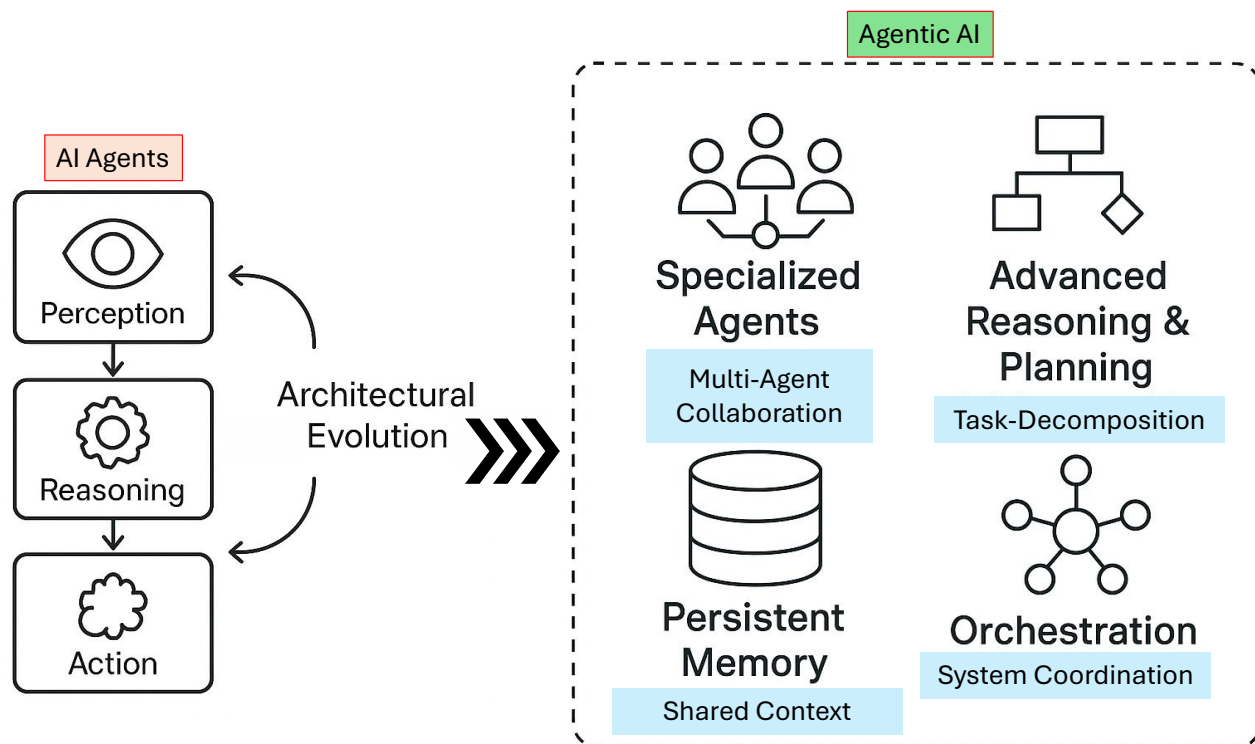 AI Agents
Perception
Reasoning
Action
Architectural
Evolution
Agentic AI
Specialized
Agents
Multi-Agent
Collaboration
Advanced
Reasoning &
Planning
Task-Decomposition
Persistent
Memory
Shared Context
Orchestration
System Coordination